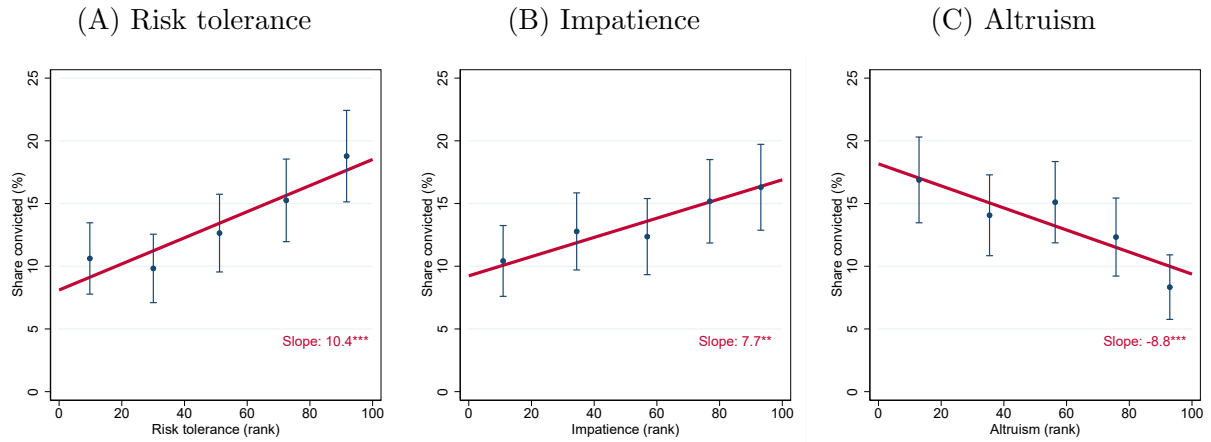 (A) Risk tolerance
Share convicted (%)
25
20
15
10
5
0
Slope: 10.4***
0 20 40 60 80 100
Risk tolerance (rank)
(B) Impatience
Share convicted (%)
25
20
15
10
5
0
Slope: 7.7**
0 20 40 60 80 100
Impatience (rank)
(C) Altruism
Share convicted (%)
25
20
15
10
5
0
Slope: -8.8***
0 20 40 60 80 100
Altruism (rank)